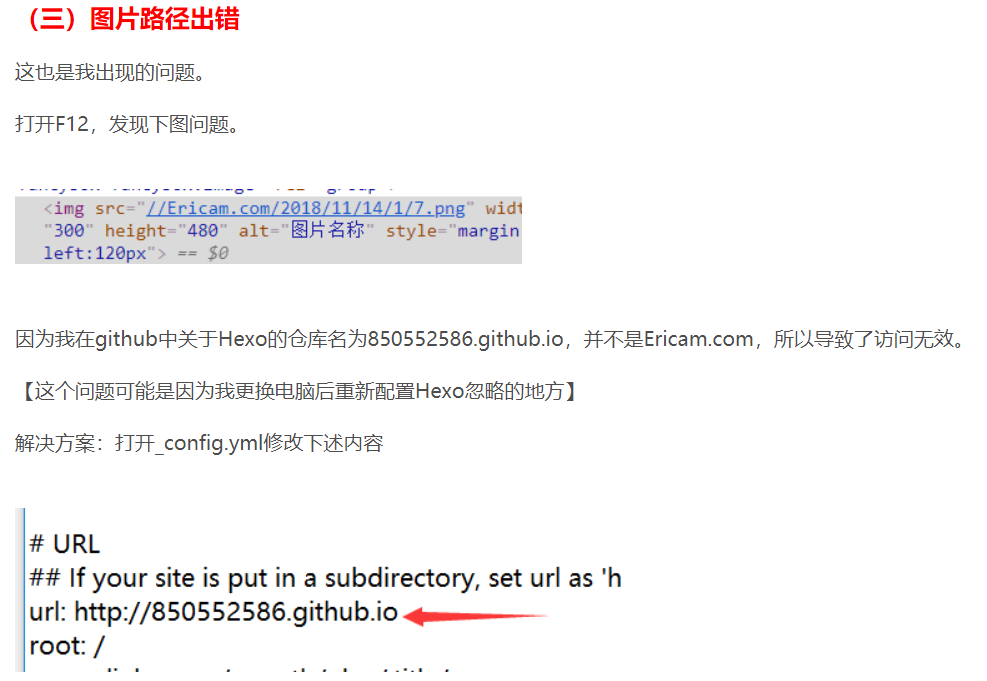 （三）图片路径出错
这也是我出现的问题。
打开F12，发现下图问题。
<img src="//Ericam.com/2018/11/14/1/7.png" widt
"300" height="480" alt="图片名称" style="margin
left:120px"> == $0
因为我在github中关于Hexo的仓库名为850552586.github.io，并不是Ericam.com，所以导致了访问无效。
【这个问题可能是因为我更换电脑后重新配置Hexo忽略的地方】
解决方案：打开_config.yml修改下述内容
# URL
## If your site is put in a subdirectory, set url as 'h
url: http://850552586.github.io
root: /